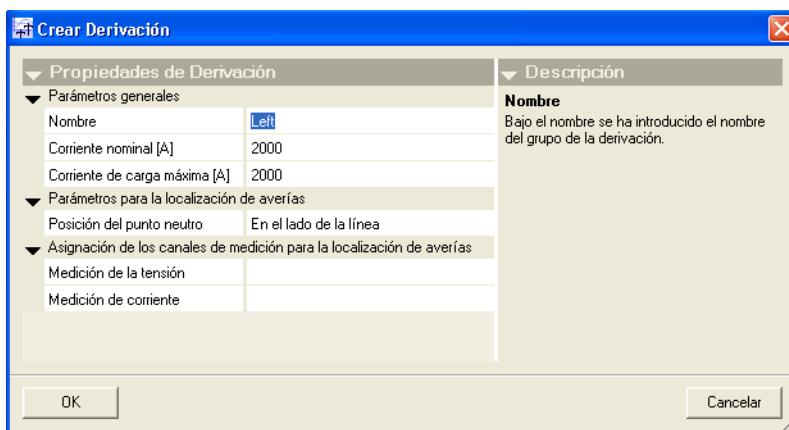 Crear Derivación
Propiedades de Derivación
Parámetros generales
Nombre Left
Corriente nominal [A] 2000
Corriente de carga máxima [A] 2000
Parámetros para la localización de averías
Posición del punto neutro En el lado de la línea
Asignación de los canales de medición para la localización de averías
Medición de la tensión
Medición de corriente
Descripción
Nombre
Bajo el nombre se ha introducido el nombre
del grupo de la derivación.
OK
Cancelar